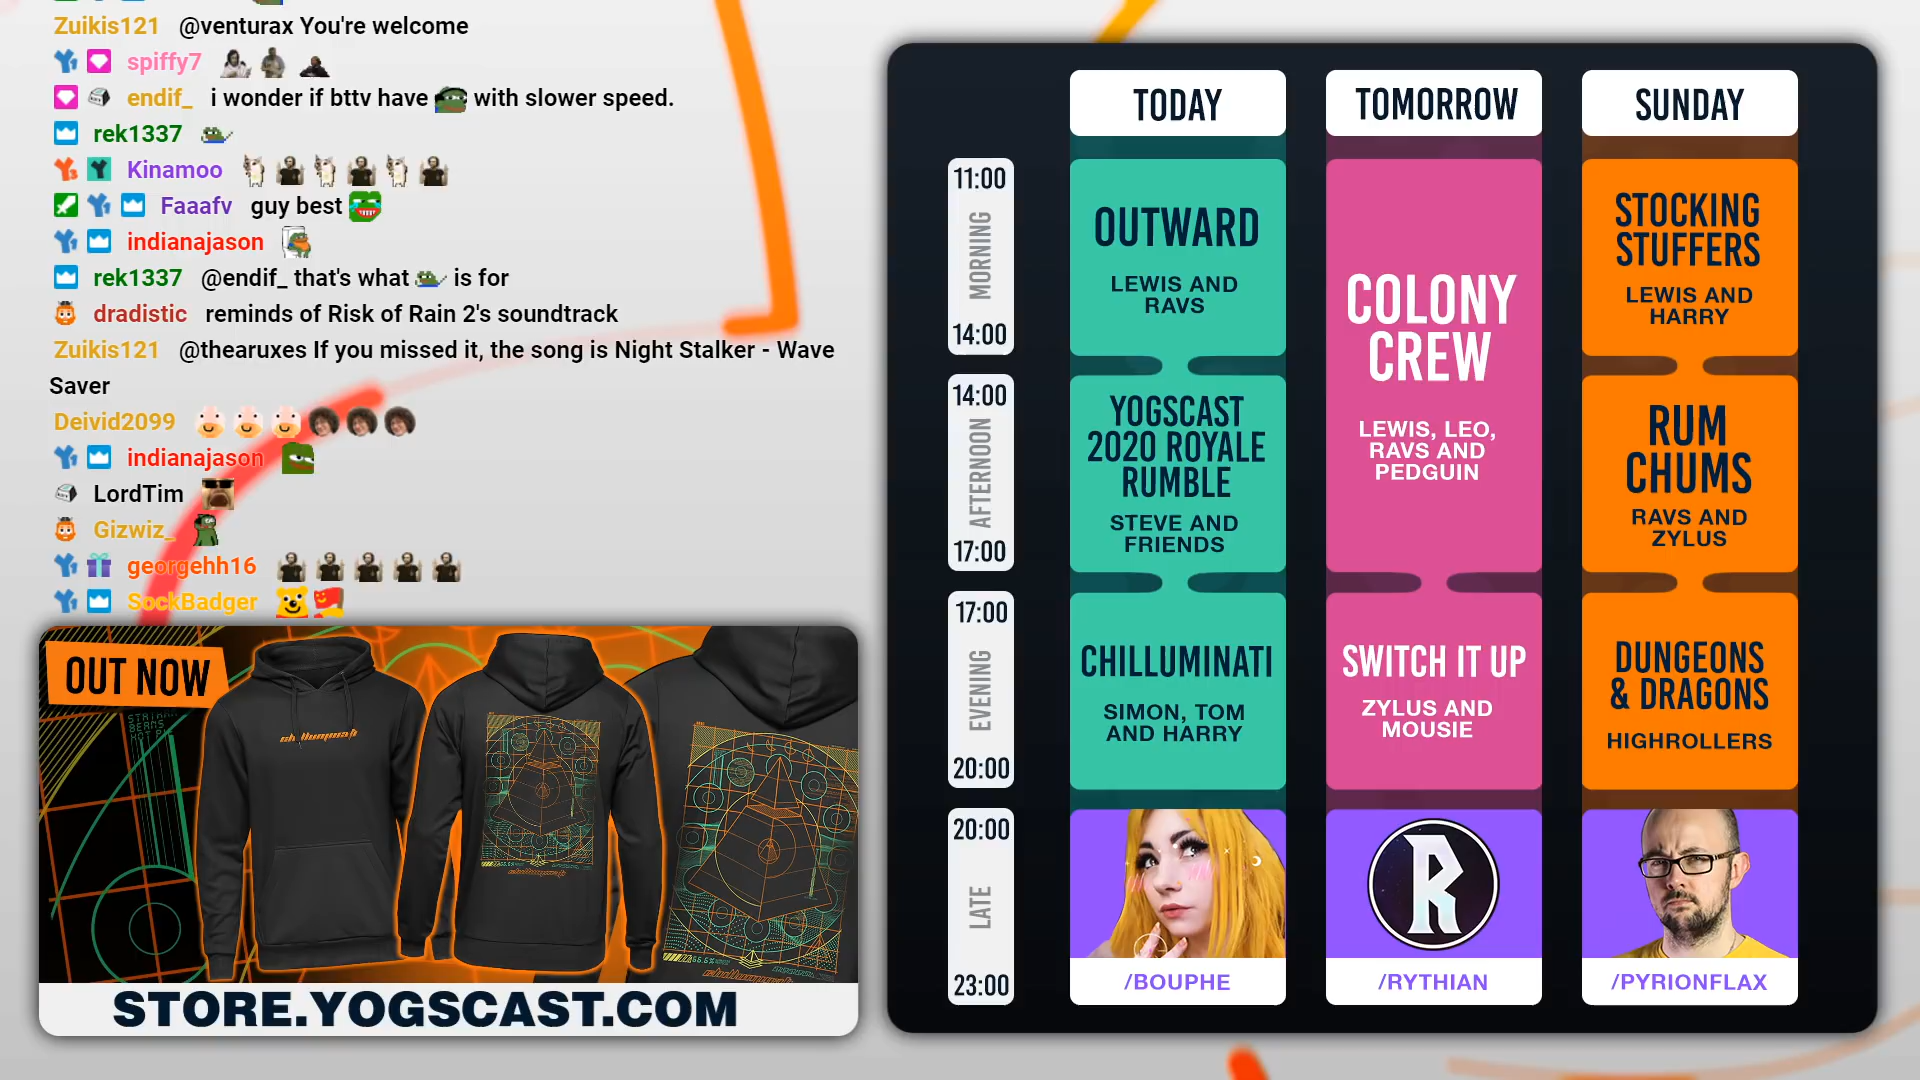 Zuikis121 @venturax You're welcome
spiffy7
endif_ i wonder if bttv have with slower speed.
rek1337
Kinamoo
Faaafv guy best
indianajason
rek1337 @endif_ that's what is for
dradistic reminds of Risk of Rain 2's soundtrack
Zuikis121 @thearuxes If you missed it, the song is Night Stalker - Wave
Saver
Deivid2099
indianajason
LordTim
Gizwiz_
georgehh16
SockBadger
OUT NOW
chilluminati
STORE.YOGSCAST.COM
TODAY
TOMORROW
SUNDAY
11:00
MORNING
14:00
OUTWARD
LEWIS AND
RAVS
COLONY
CREW
LEWIS, LEO,
RAVS AND
PEDGUIN
STOCKING
STUFFERS
LEWIS AND
HARRY
14:00
AFTERNOON
17:00
YOGSCAST
2020 ROYALE
RUMBLE
STEVE AND
FRIENDS
RUM
CHUMS
RAVS AND
ZYLUS
17:00
EVENING
20:00
CHILLUMINATI
SIMON, TOM
AND HARRY
SWITCH IT UP
ZYLUS AND
MOUSIE
DUNGEONS
& DRAGONS
HIGHROLLERS
20:00
LATE
23:00
/BOUPHE
R
/RYTHIAN
/PYRIONFLAX